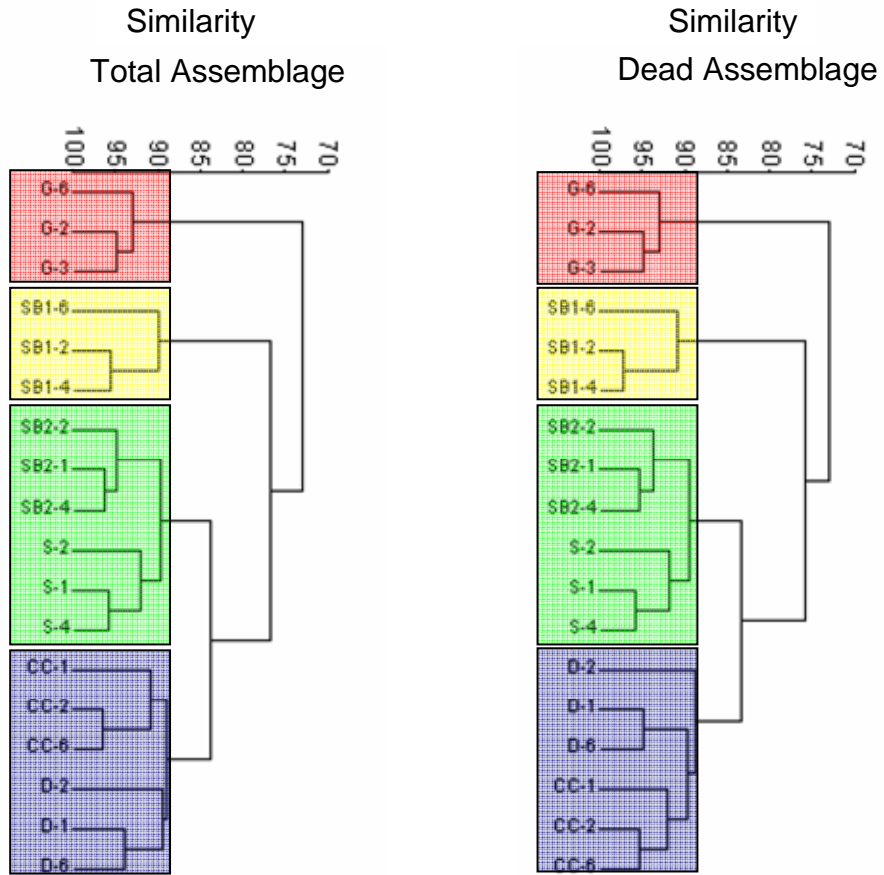 Similarity
Total Assemblage
100 95 90 85 80 75 70
G-6
G-2
G-3
SB1-6
SB1-2
SB1-4
SB2-2
SB2-1
SB2-4
S-2
S-1
S-4
CC-1
CC-2
CC-6
D-2
D-1
D-6
Similarity
Dead Assemblage
100 95 90 85 80 75 70
G-6
G-2
G-3
SB1-6
SB1-2
SB1-4
SB2-2
SB2-1
SB2-4
S-2
S-1
S-4
D-2
D-1
D-6
CC-1
CC-2
CC-6